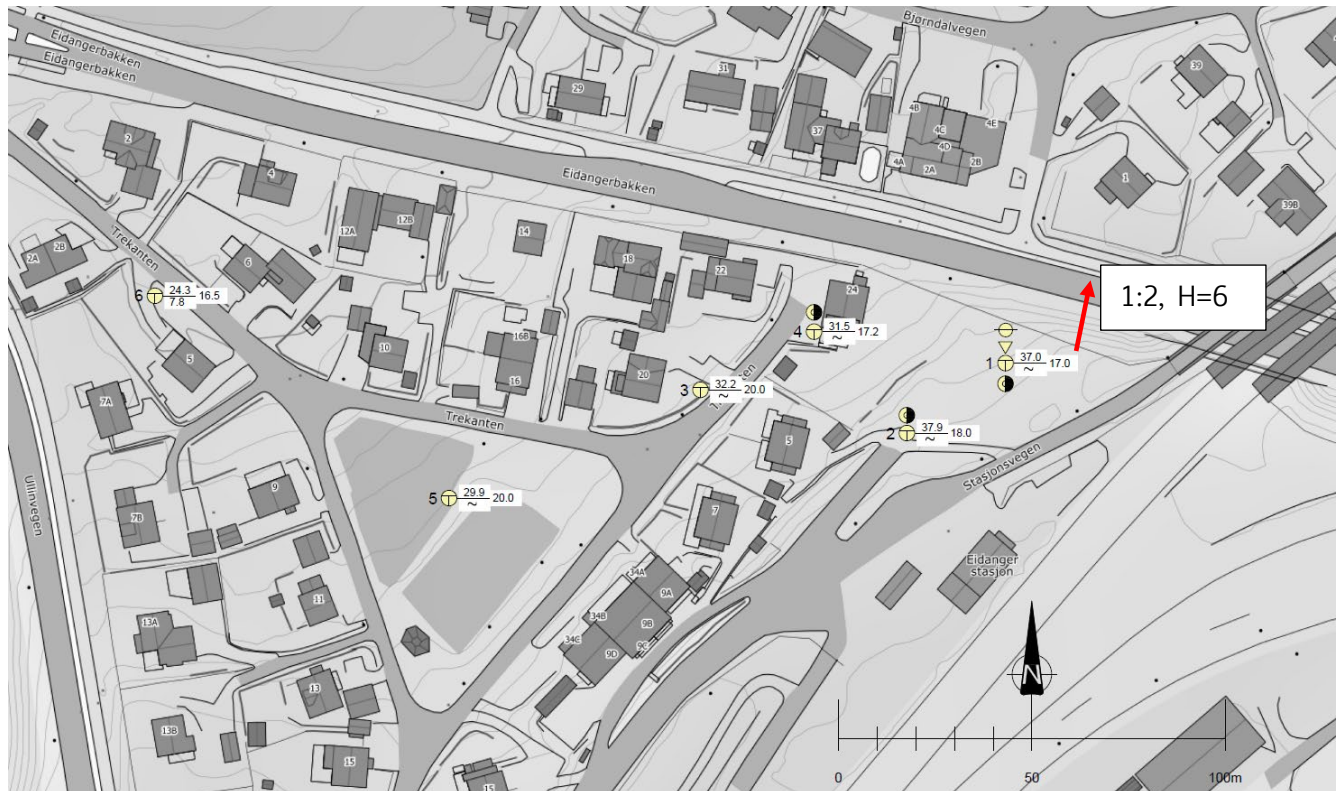 Bjørndalvegen
Eidangerbakken
Eidangerbakken
31
39
29
4B
4C
4E
2
37
4D
4A
2A
2B
1
4
Eidangerbakken
39B
12A
12B
Trekanten
14
2B
2A
6
18
22
1:2, H=6
24
6 24.3 16.5
7.8
4 31.5 17.2
~
5
10
16B
1 37.0 17.0
~
16
20
3 32.2 20.0
~
7A
Trekanten
5
2 37.9 18.0
~
Stasjonsvegen
Ullinvegen
9
5 29.9 20.0
~
7B
7
Eidanger
stasjon
34A
9A
11
34B
9B
13A
34C
9C
9D
N
13
13B
15
15
0
50
100m